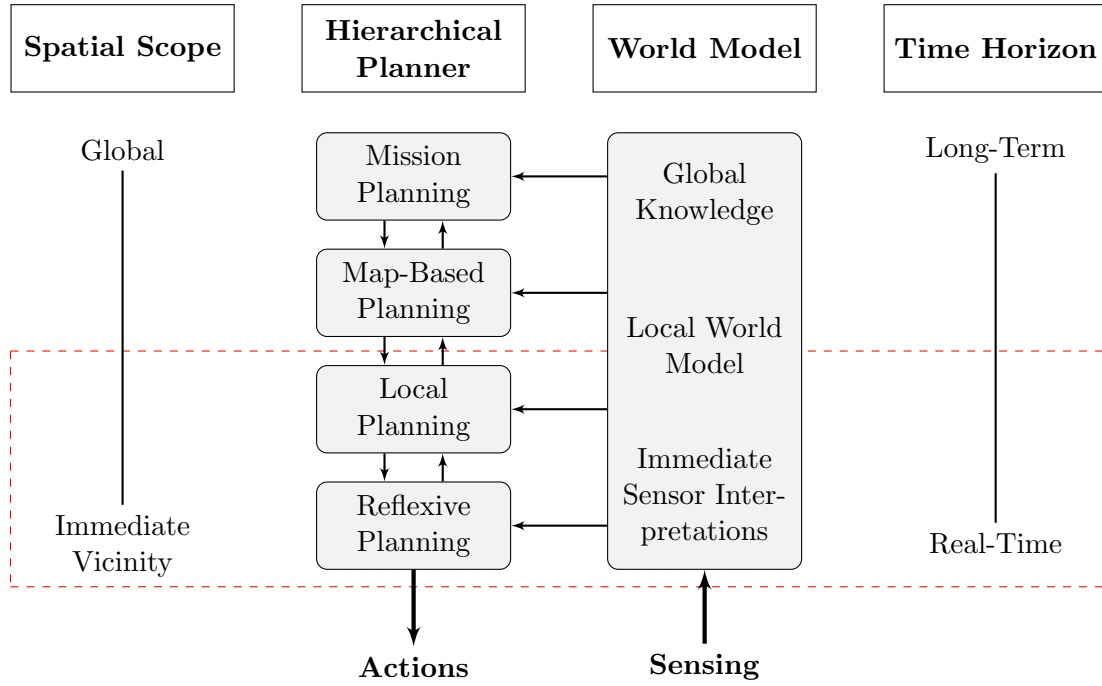 Spatial Scope
Hierarchical
Planner
World Model
Time Horizon
Global
Immediate
Vicinity
Mission
Planning
Map-Based
Planning
Local
Planning
Reflexive
Planning
Actions
Global
Knowledge
Local World
Model
Immediate
Sensor Inter-
pretations
Sensing
Long-Term
Real-Time